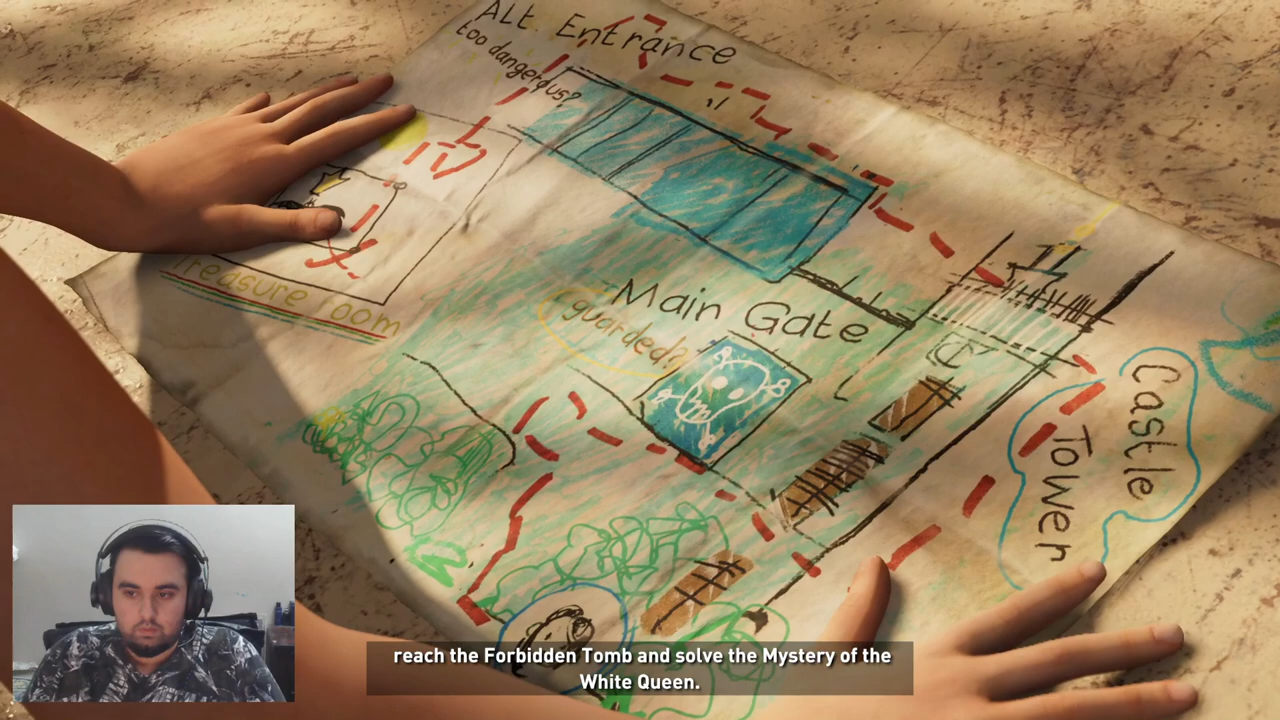 ALt. Entrance
too dangerous?
Main Gate
(guarded?)
Treasure room
Castle
Tower
reach the Forbidden Tomb and solve the Mystery of the
White Queen.